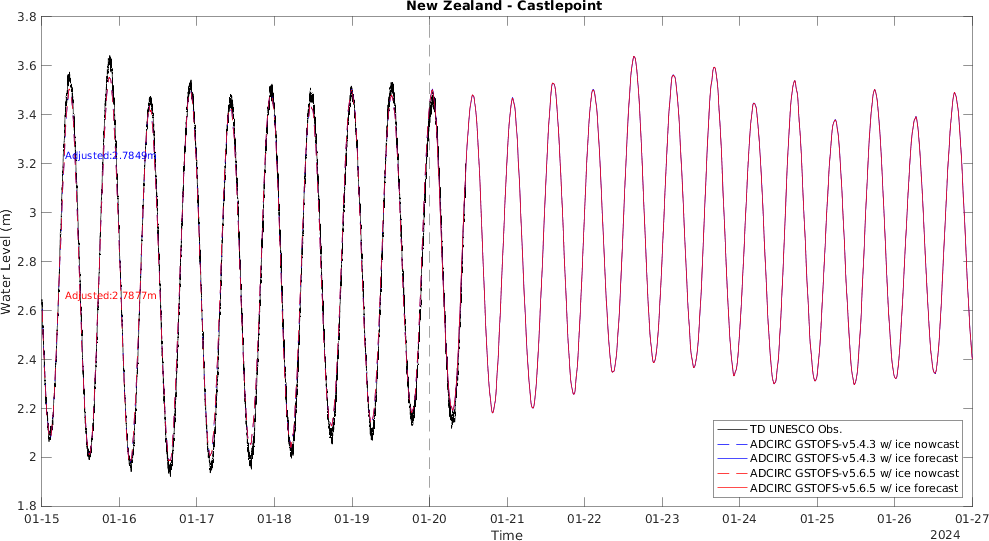 New Zealand - Castlepoint
3.8
3.6
3.4
3.2
3
2.8
2.6
2.4
2.2
2
1.8
Water Level (m)
Adjusted:2.7849m
Adjusted:2.7877m
TD UNESCO Obs.
ADCIRC GSTOFS-v5.4.3 w/ ice nowcast
ADCIRC GSTOFS-v5.4.3 w/ ice forecast
ADCIRC GSTOFS-v5.6.5 w/ ice nowcast
ADCIRC GSTOFS-v5.6.5 w/ ice forecast
01-15 01-16 01-17 01-18 01-19 01-20 01-21 01-22 01-23 01-24 01-25 01-26 01-27
Time
2024